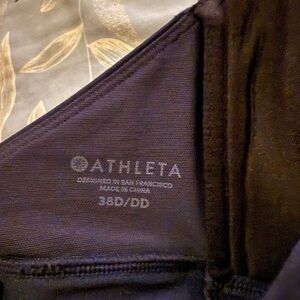 ATHLETA
DESIGNED IN SAN FRANCISCO
MADE IN CHINA
38D/DD